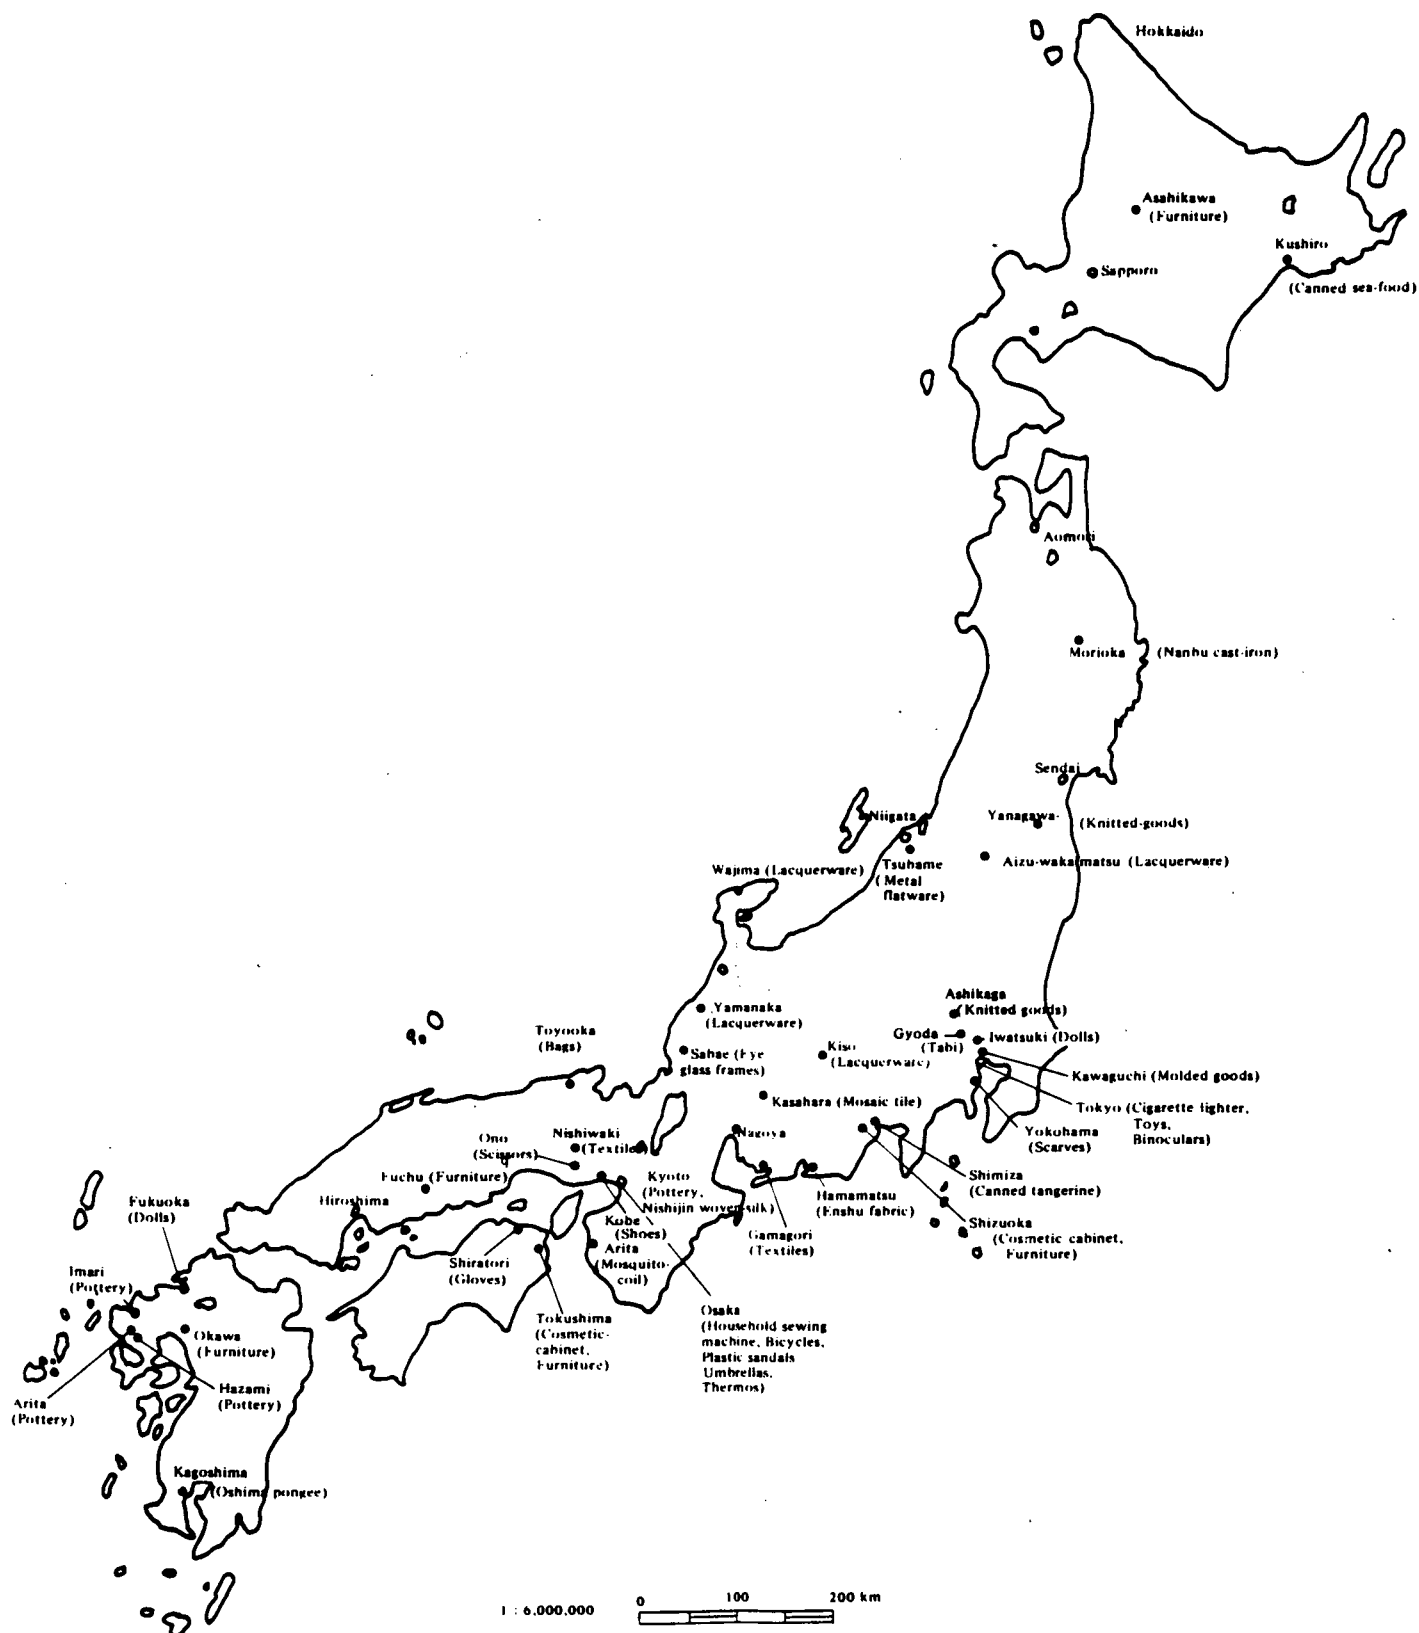 Hokkaido
Asahikawa
(Furniture)
Kushiro
Sapporo
(Canned sea-food)
Aomori
Morioka (Nanbu cast-iron)
Sendai
Niigata
Yanagawa- (Knitted-goods)
Aizu-wakamatsu (Lacquerware)
Tsubame
(Metal
flatware)
Wajima (Lacquerware)
Ashikaga
(Knitted goods)
Yamanaka
(Lacquerware)
Toyooka
(Bags)
Gyoda
(Tabi)
Iwatsuki (Dolls)
Sabae (Eye
glass frames)
Kiso
(Lacquerware)
Kawaguchi (Molded goods)
Kasahara (Mosaic tile)
Tokyo (Cigarette lighter,
Toys,
Binoculars)
Yokohama
(Scarves)
Nagoya
Ono
(Scissors)
Nishiwaki
(Textiles)
Fuchu (Furniture)
Kyoto
(Pottery,
Nishijin woven silk)
Shimiza
(Canned tangerine)
Hamamatsu
(Enshu fabric)
Fukuoka
(Dolls)
Hiroshima
Kobe
(Shoes)
Gamagori
(Textiles)
Shizuoka
(Cosmetic cabinet,
Furniture)
Shiratori
(Gloves)
Arita
(Mosquito-
coil)
Imari
(Pottery)
Osaka
(Household sewing
machine, Bicycles,
Plastic sandals
Umbrellas,
Thermos)
Tokushima
(Cosmetic-
cabinet,
Furniture)
Okawa
(Furniture)
Hazami
(Pottery)
Arita
(Pottery)
Kagoshima
(Oshima pongee)
1 : 6,000,000
0 100 200 km